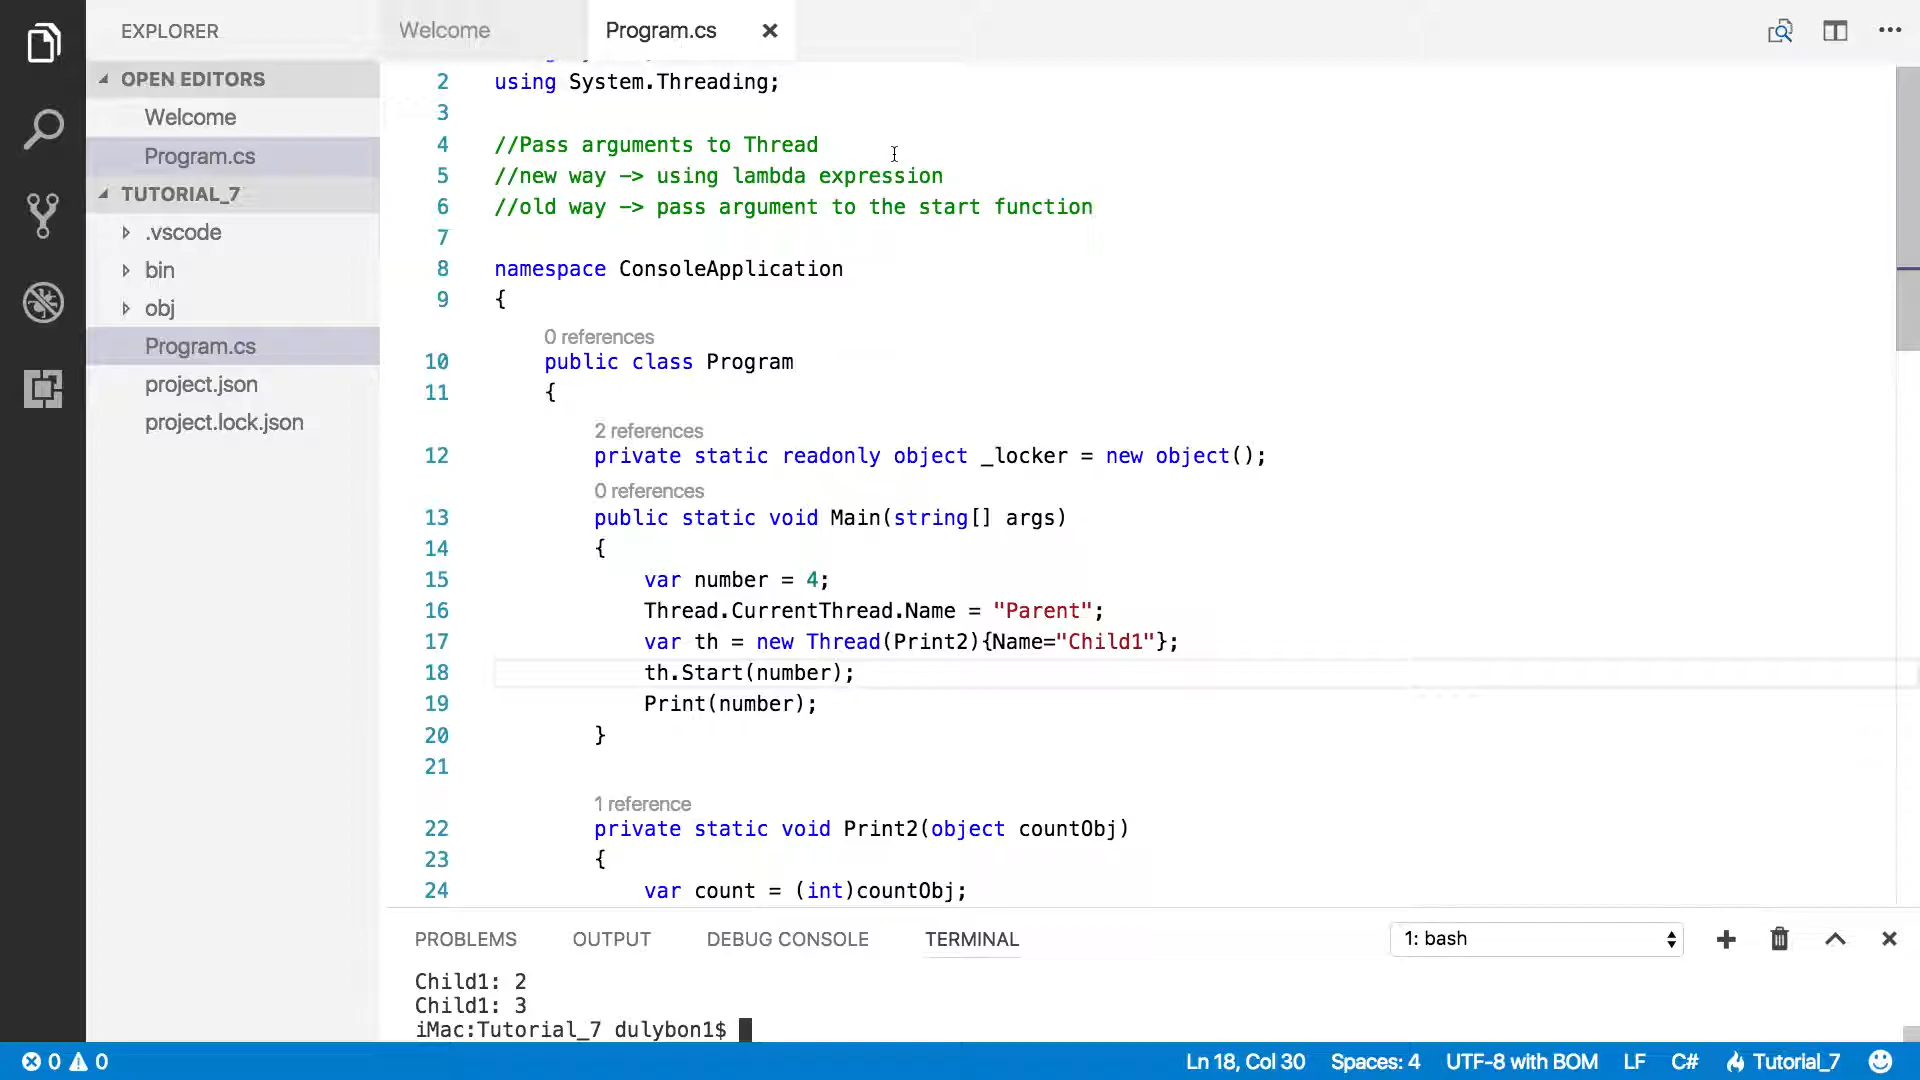 EXPLORER
OPEN EDITORS
Welcome
Program.cs
TUTORIAL_7
.vscode
bin
obj
Program.cs
project.json
project.lock.json
Welcome
Program.cs
2 using System.Threading;
3
4 //Pass arguments to Thread
5 //new way -> using lambda expression
6 //old way -> pass argument to the start function
7
8 namespace ConsoleApplication
9 {
0 references
10 public class Program
11 {
2 references
12 private static readonly object _locker = new object();
0 references
13 public static void Main(string[] args)
14 {
15 var number = 4;
16 Thread.CurrentThread.Name = "Parent";
17 var th = new Thread(Print2){Name="Child1"};
18 th.Start(number);
19 Print(number);
20 }
21
1 reference
22 private static void Print2(object countObj)
23 {
24 var count = (int)countObj;
PROBLEMS OUTPUT DEBUG CONSOLE TERMINAL 1: bash
Child1: 2
Child1: 3
iMac:Tutorial_7 dulybon1$
0 0 Ln 18, Col 30 Spaces: 4 UTF-8 with BOM LF C# Tutorial_7